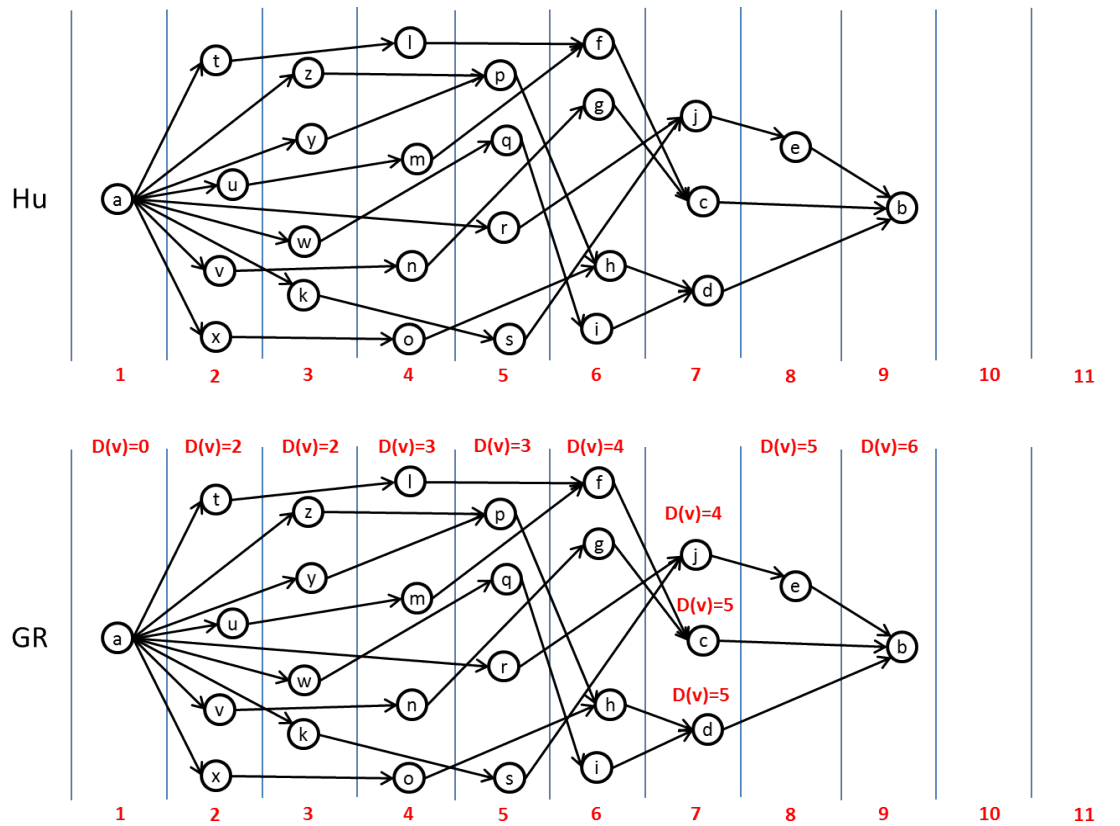 Hu
t
l
f
z
p
g
j
y
q
e
m
u
a
r
c
b
w
v
n
h
k
d
x
o
s
i
1 2 3 4 5 6 7 8 9 10 11
GR
D(v)=0 D(v)=2 D(v)=2 D(v)=3 D(v)=3 D(v)=4 D(v)=5 D(v)=6
t
l
f
z
p
D(v)=4
g
j
y
q
e
m
D(v)=5
u
a
r
c
b
w
D(v)=5
v
n
h
k
d
x
o
s
i
1 2 3 4 5 6 7 8 9 10 11